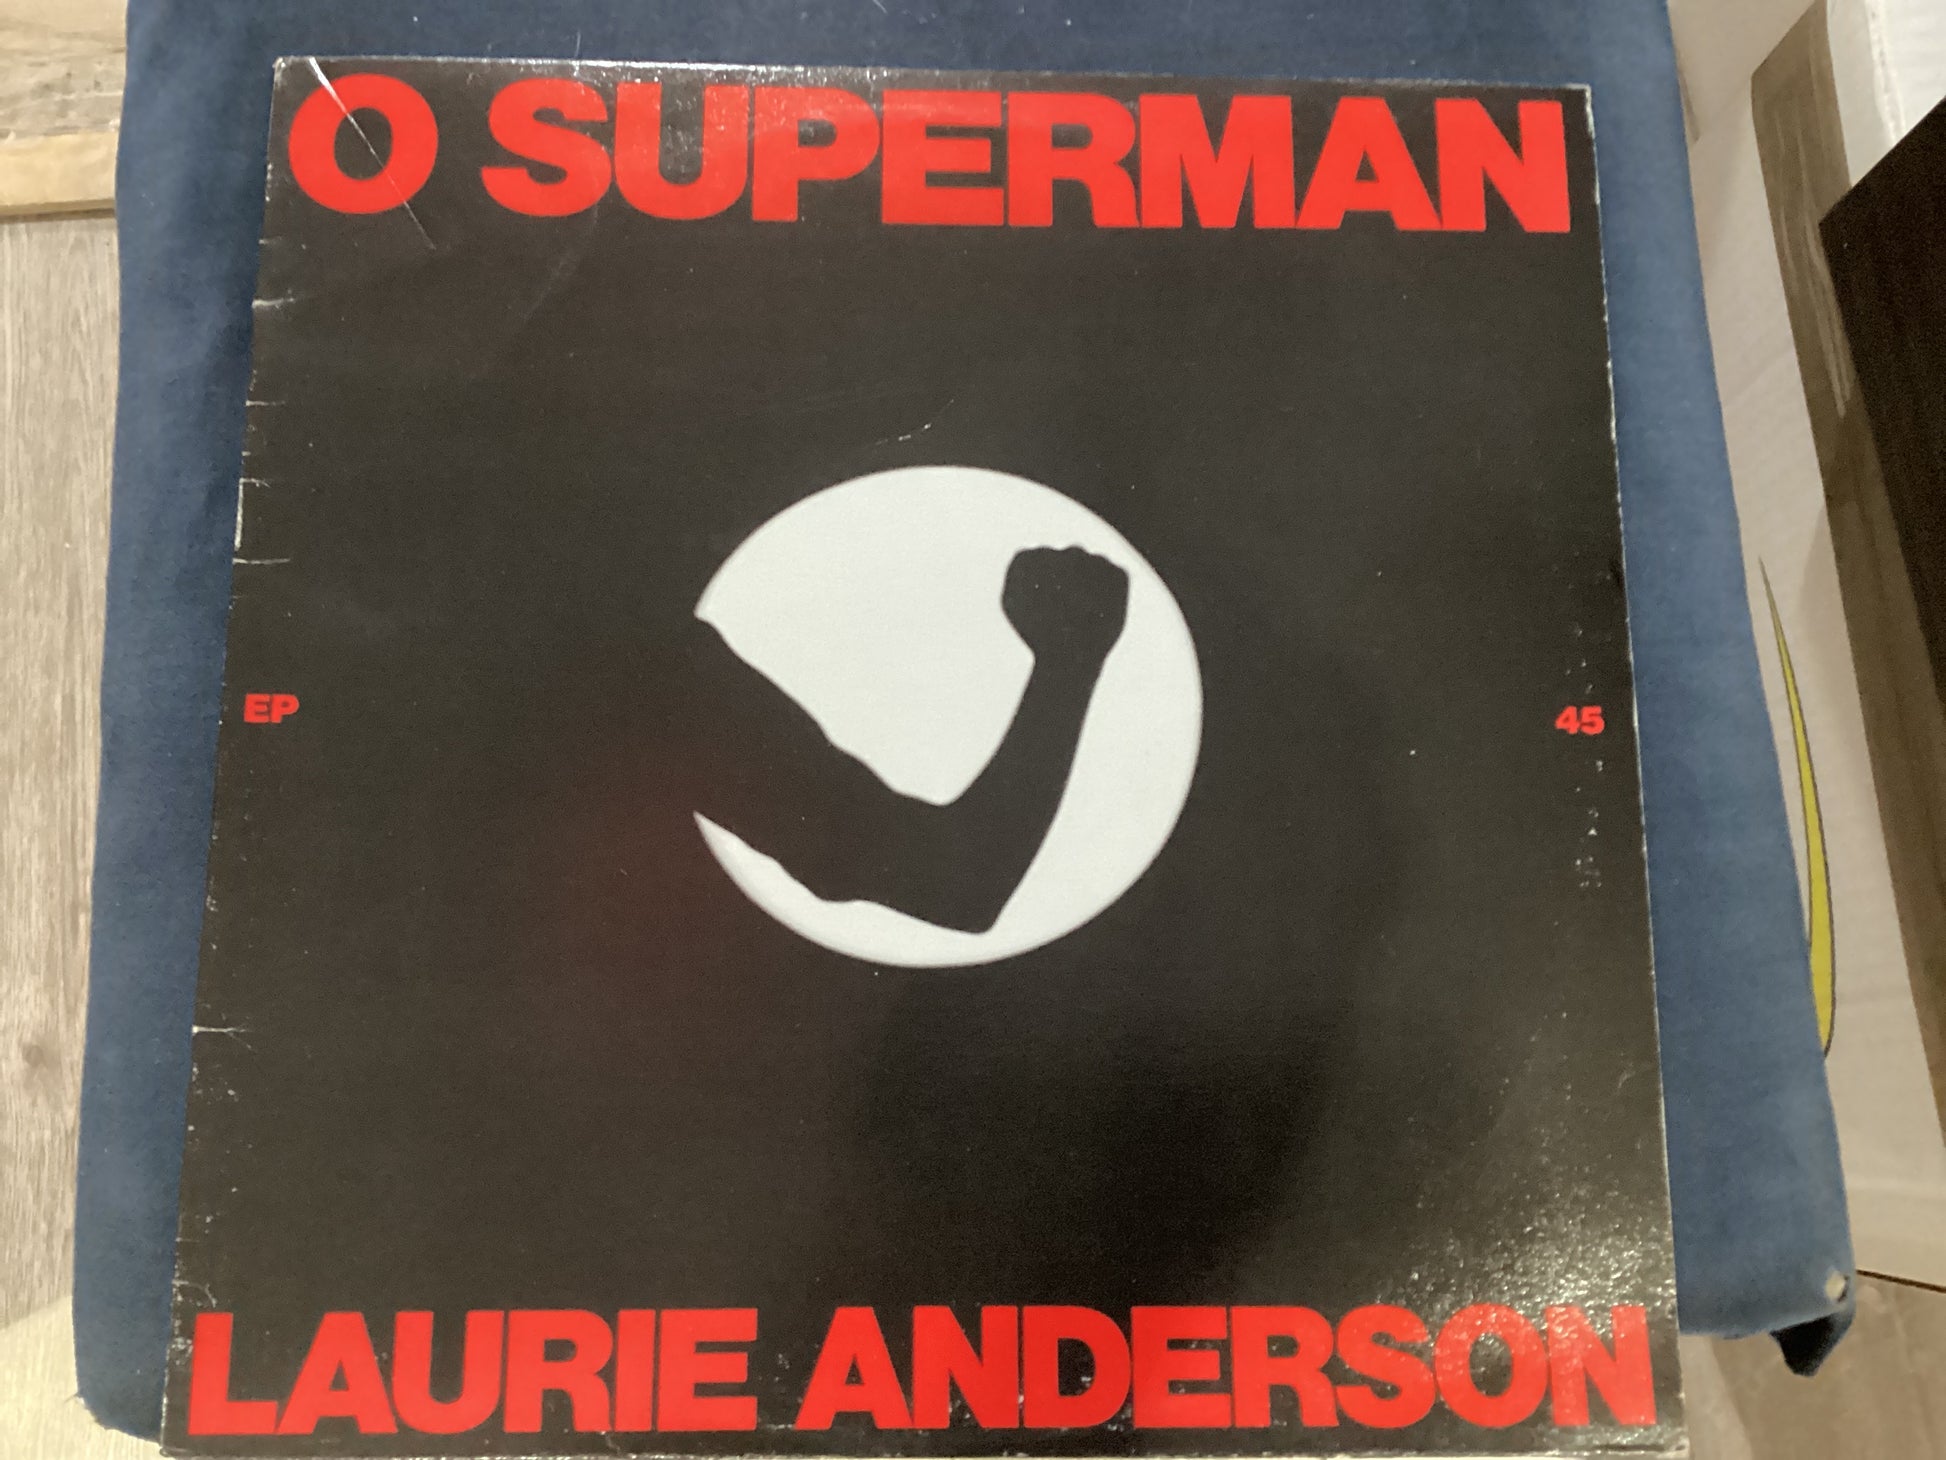 O SUPERMAN
EP
45
LAURIE ANDERSON